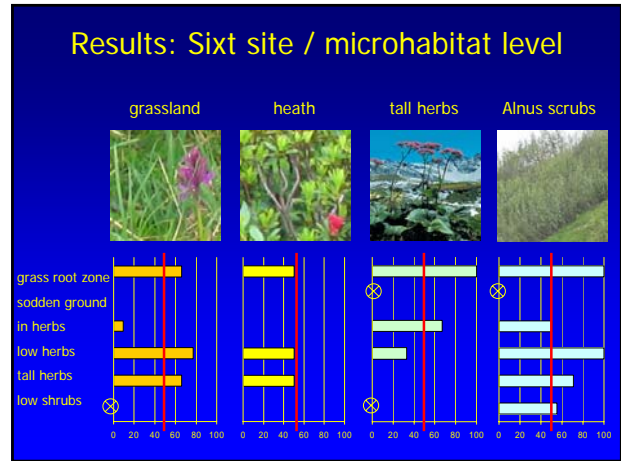 Results: Sixt site / microhabitat level
grassland heath tall herbs Alnus scrubs
grass root zone
sodden ground
in herbs
low herbs
tall herbs
low shrubs
0 20 40 60 80 100 0 20 40 60 80 100 0 20 40 60 80 100 0 20 40 60 80 100